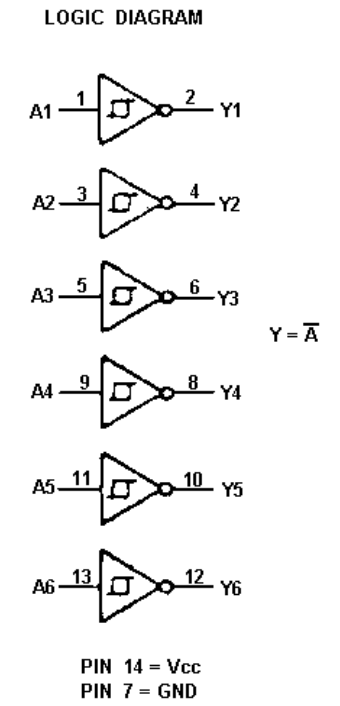 LOGIC DIAGRAM
A1 1 2 Y1
A2 3 4 Y2
A3 5 6 Y3
Y = A̅
A4 9 8 Y4
A5 11 10 Y5
A6 13 12 Y6
PIN 14 = Vcc
PIN 7 = GND